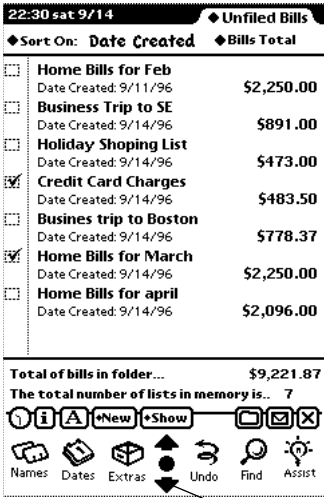 22:30 sat 9/14 ◆Unfiled Bills
◆Sort On: Date Created ◆Bills Total
Home Bills for Feb
Date Created: 9/11/96 $2,250.00
Business Trip to SE
Date Created: 9/14/96 $891.00
Holiday Shoping List
Date Created: 9/14/96 $473.00
Credit Card Charges
Date Created: 9/14/96 $483.50
Busines trip to Boston
Date Created: 9/14/96 $778.37
Home Bills for March
Date Created: 9/14/96 $2,250.00
Home Bills for april
Date Created: 9/14/96 $2,096.00
Total of bills in folder... $9,221.87
The total number of lists in memory is.. 7
i A ◆New ◆Show X
Names Dates Extras Undo Find Assist